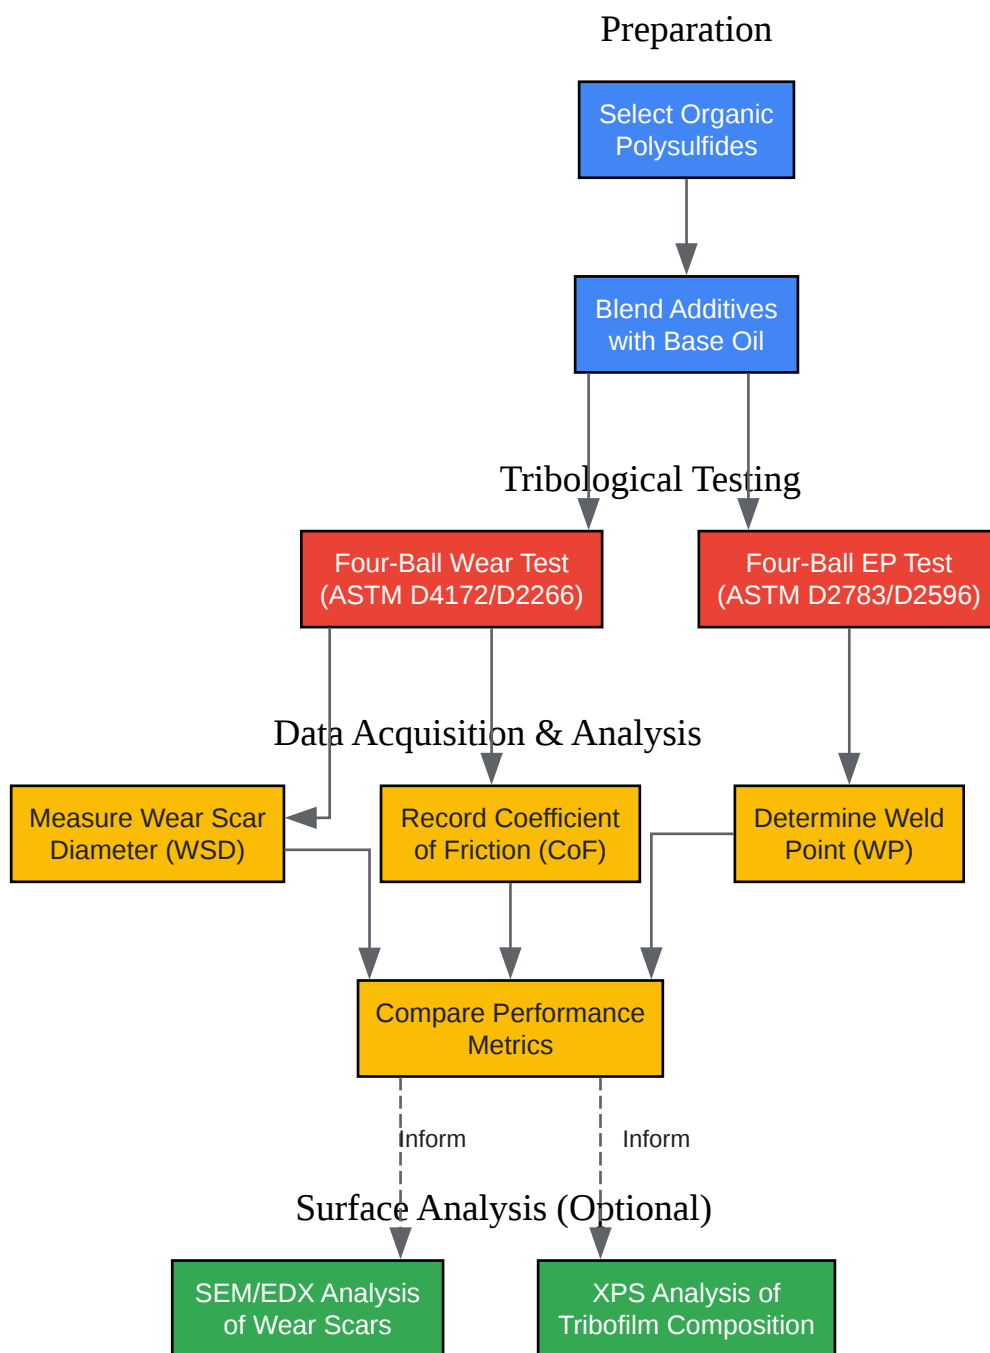 Preparation
Select Organic
Polysulfides
Blend Additives
with Base Oil
Tribological Testing
Four-Ball Wear Test
(ASTM D4172/D2266)
Four-Ball EP Test
(ASTM D2783/D2596)
Data Acquisition & Analysis
Measure Wear Scar
Diameter (WSD)
Record Coefficient
of Friction (CoF)
Determine Weld
Point (WP)
Compare Performance
Metrics
Inform
Inform
Surface Analysis (Optional)
SEM/EDX Analysis
of Wear Scars
XPS Analysis of
Tribofilm Composition